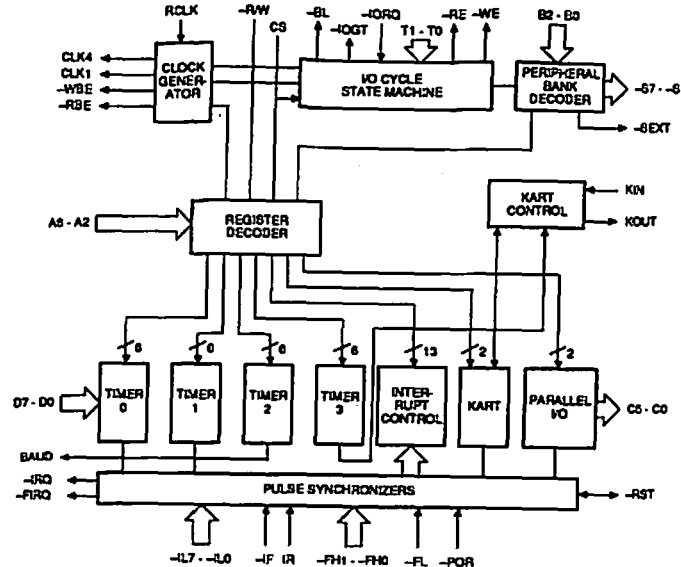 RCLK
–R/W
CS
–BL
–IOGT
–IORQ
T1 - T0
–RE
–WE
B2 - B0
CLK4
CLK1
–WBE
–RBE
CLOCK
GENER-
ATOR
I/O CYCLE
STATE MACHINE
PERIPHERAL
BANK
DECODER
–S7 - –S
–SEXT
A6 - A2
REGISTER
DECODER
KART
CONTROL
KIN
KOUT
6
6
6
6
13
2
2
D7 - D0
TIMER
0
TIMER
1
TIMER
2
TIMER
3
INTER-
RUPT
CONTROL
KART
PARALLEL
I/O
C5 - C0
BAUD
–IRQ
–FIRQ
PULSE SYNCHRONIZERS
–RST
–IL7 - –IL0
–IF
IR
–FH1 - –FH0
–FL
–POR